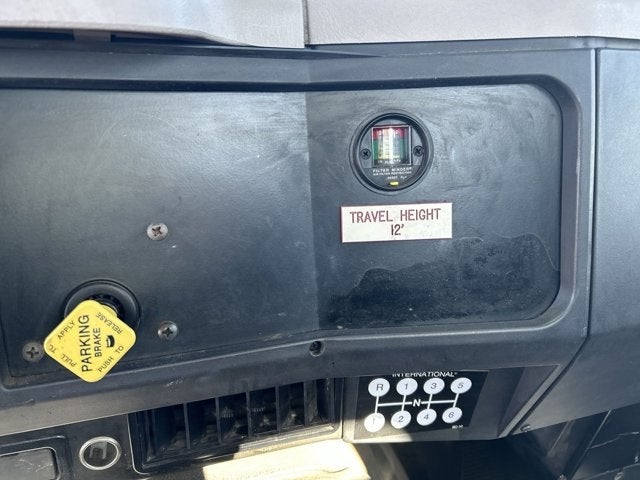 FILTER MINDER®
TRAVEL HEIGHT
12'
PULL TO APPLY
PARKING
BRAKE
PUSH TO RELEASE
INTERNATIONAL®
R 1 3 5
N
1 2 4 6